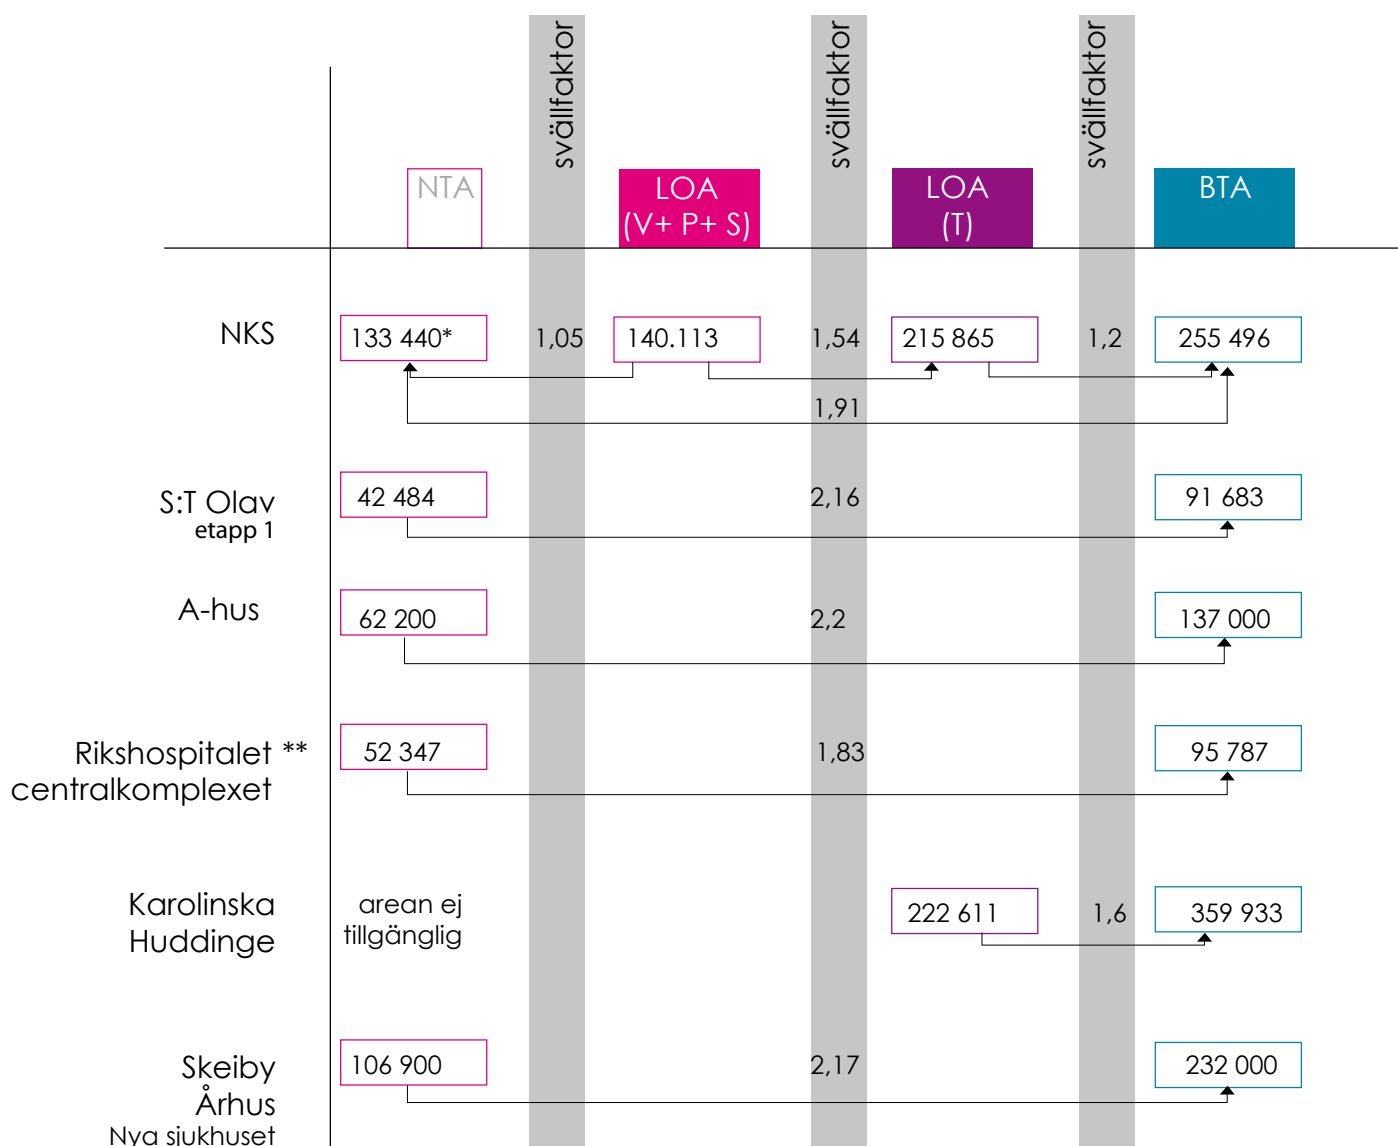 svällfaktor
svällfaktor
svällfaktor
NTA
LOA
(V+ P+ S)
LOA
(T)
BTA
NKS
133 440*
1,05
140.113
1,54
215 865
1,2
255 496
1,91
S:T Olav
etapp 1
42 484
2,16
91 683
A-hus
62 200
2,2
137 000
Rikshospitalet **
centralkomplexet
52 347
1,83
95 787
Karolinska
Huddinge
arean ej
tillgänglig
222 611
1,6
359 933
Skeiby
Århus
Nya sjukhuset
106 900
2,17
232 000